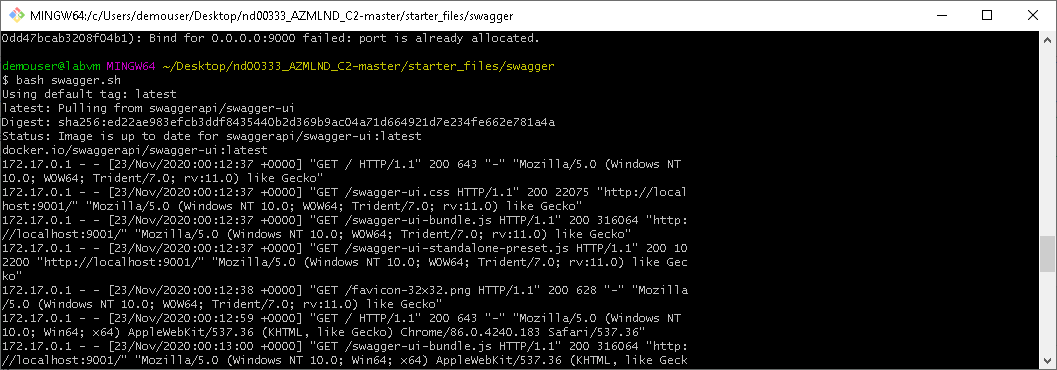 MINGW64:/c/Users/demouser/Desktop/nd00333_AZMLND_C2-master/starter_files/swagger
0dd47bcab3208f04b1): Bind for 0.0.0.0:9000 failed: port is already allocated.
demouser@labvm MINGW64 ~/Desktop/nd00333_AZMLND_C2-master/starter_files/swagger
$ bash swagger.sh
Using default tag: latest
latest: Pulling from swaggerapi/swagger-ui
Digest: sha256:ed22ae983efcb3ddf8435440b2d369b9ac04a71d664921d7e234fe662e781a4a
Status: Image is up to date for swaggerapi/swagger-ui:latest
docker.io/swaggerapi/swagger-ui:latest
172.17.0.1 - - [23/Nov/2020:00:12:37 +0000] "GET / HTTP/1.1" 200 643 "-" "Mozilla/5.0 (Windows NT
10.0; WOW64; Trident/7.0; rv:11.0) like Gecko"
172.17.0.1 - - [23/Nov/2020:00:12:37 +0000] "GET /swagger-ui.css HTTP/1.1" 200 22075 "http://local
host:9001/" "Mozilla/5.0 (Windows NT 10.0; WOW64; Trident/7.0; rv:11.0) like Gecko"
172.17.0.1 - - [23/Nov/2020:00:12:37 +0000] "GET /swagger-ui-bundle.js HTTP/1.1" 200 316064 "http:
//localhost:9001/" "Mozilla/5.0 (Windows NT 10.0; WOW64; Trident/7.0; rv:11.0) like Gecko"
172.17.0.1 - - [23/Nov/2020:00:12:37 +0000] "GET /swagger-ui-standalone-preset.js HTTP/1.1" 200 10
2200 "http://localhost:9001/" "Mozilla/5.0 (Windows NT 10.0; WOW64; Trident/7.0; rv:11.0) like Gec
ko"
172.17.0.1 - - [23/Nov/2020:00:12:38 +0000] "GET /favicon-32x32.png HTTP/1.1" 200 628 "-" "Mozilla
/5.0 (Windows NT 10.0; WOW64; Trident/7.0; rv:11.0) like Gecko"
172.17.0.1 - - [23/Nov/2020:00:12:59 +0000] "GET / HTTP/1.1" 200 643 "-" "Mozilla/5.0 (Windows NT
10.0; Win64; x64) AppleWebKit/537.36 (KHTML, like Gecko) Chrome/86.0.4240.183 Safari/537.36"
172.17.0.1 - - [23/Nov/2020:00:13:00 +0000] "GET /swagger-ui-bundle.js HTTP/1.1" 200 316064 "http:
//localhost:9001/" "Mozilla/5.0 (Windows NT 10.0; Win64; x64) AppleWebKit/537.36 (KHTML, like Geck